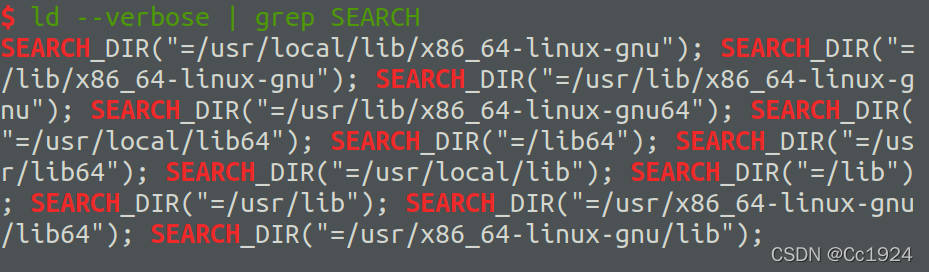 $ ld --verbose | grep SEARCH
SEARCH_DIR("=/usr/local/lib/x86_64-linux-gnu"); SEARCH_DIR("=
/lib/x86_64-linux-gnu"); SEARCH_DIR("=/usr/lib/x86_64-linux-g
nu"); SEARCH_DIR("=/usr/lib/x86_64-linux-gnu64"); SEARCH_DIR(
"=/usr/local/lib64"); SEARCH_DIR("=/lib64"); SEARCH_DIR("=/us
r/lib64"); SEARCH_DIR("=/usr/local/lib"); SEARCH_DIR("=/lib")
; SEARCH_DIR("=/usr/lib"); SEARCH_DIR("=/usr/x86_64-linux-gnu
/lib64"); SEARCH_DIR("=/usr/x86_64-linux-gnu/lib");
CSDN @Cc1924